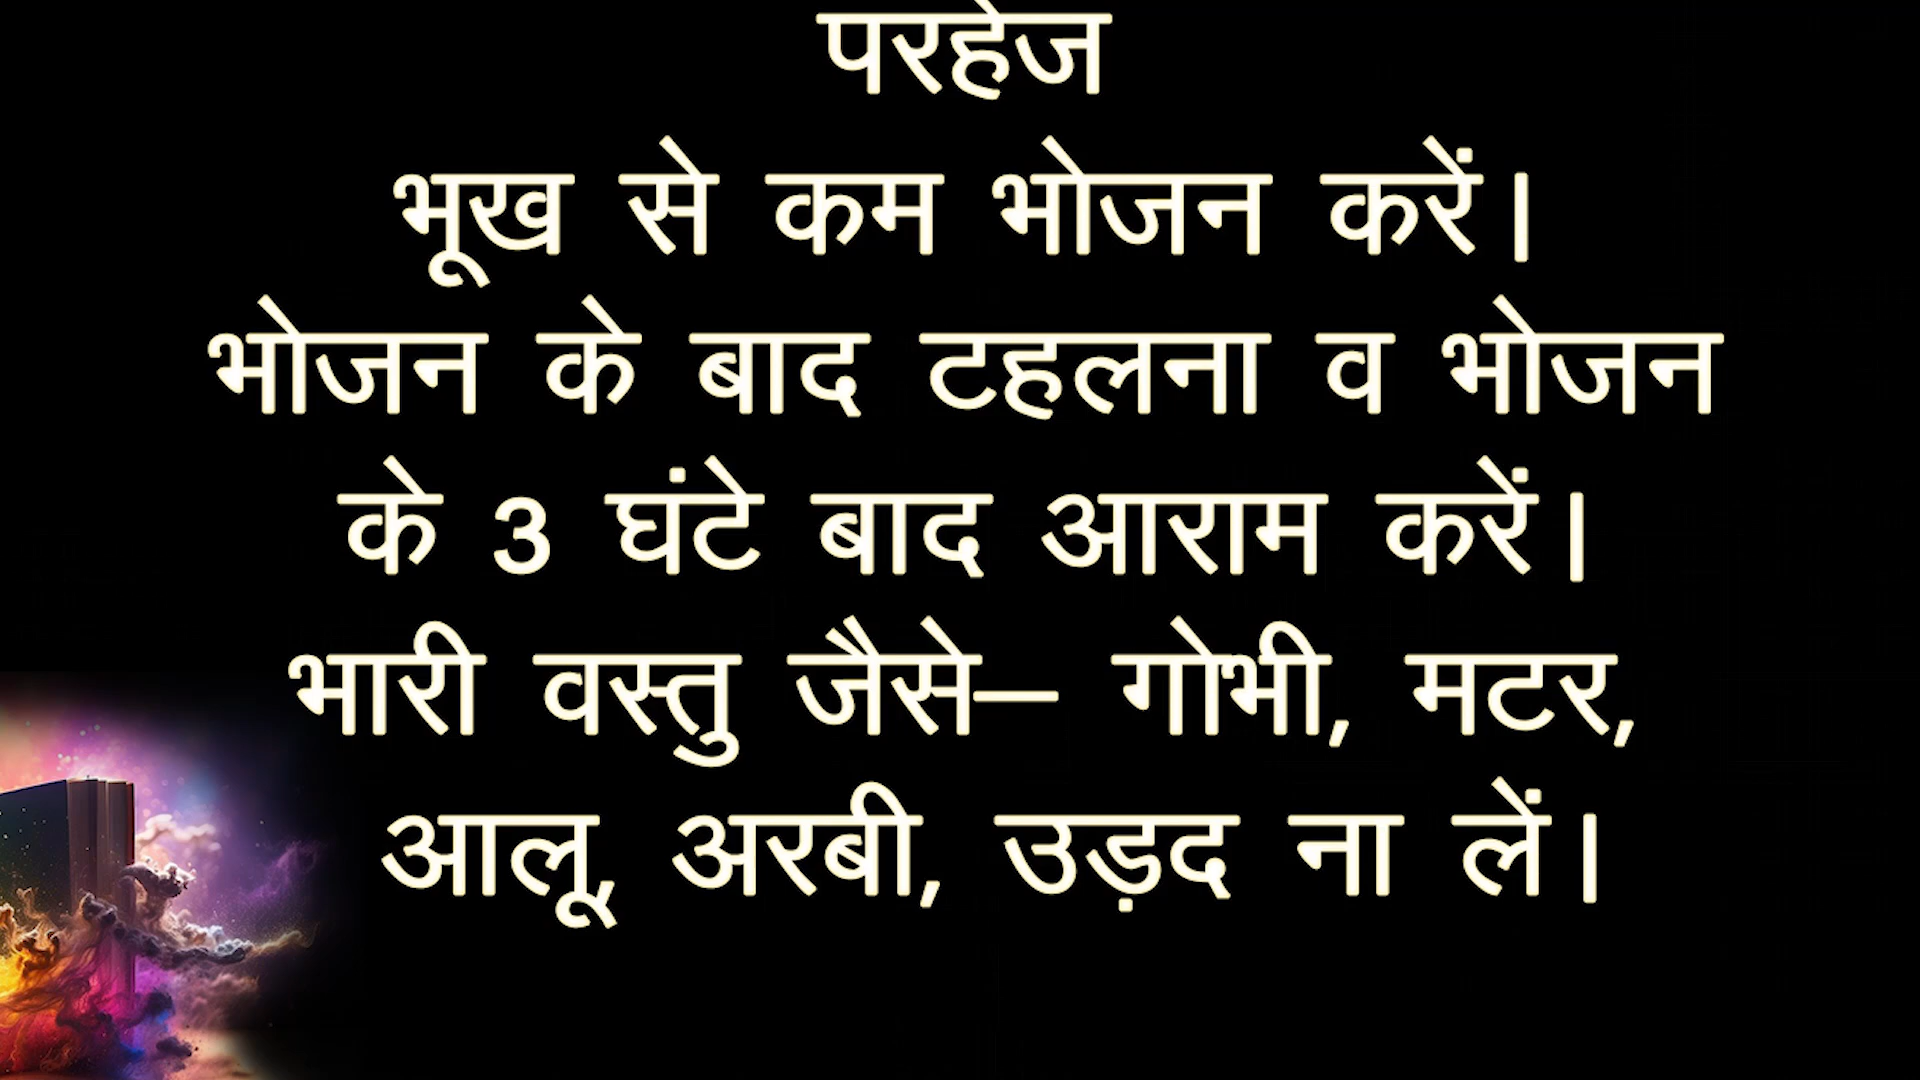 परहेज
भूख से कम भोजन करें।
भोजन के बाद टहलना व भोजन
के 3 घंटे बाद आराम करें।
भारी वस्तु जैसे– गोभी, मटर,
आलू, अरबी, उड़द ना लें।